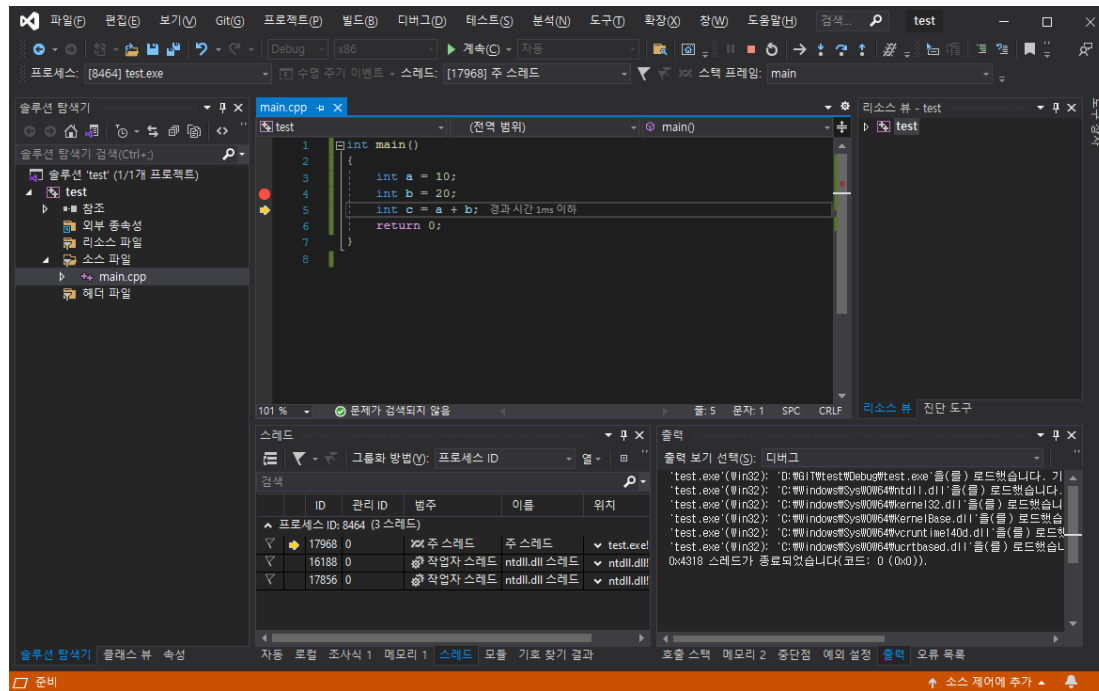 파일(F) 편집(E) 보기(V) Git(G) 프로젝트(P) 빌드(B) 디버그(D) 테스트(S) 분석(N) 도구(T) 확장(X) 창(W) 도움말(H) 검색... test
Debug x86 계속(C) 자동
프로세스: [8464] test.exe 수명 주기 이벤트 스레드: [17968] 주 스레드 스택 프레임: main
솔루션 탐색기
솔루션 탐색기 검색(Ctrl+;)
솔루션 'test' (1/1개 프로젝트)
test
참조
외부 종속성
리소스 파일
소스 파일
main.cpp
헤더 파일
솔루션 탐색기 클래스 뷰 속성
main.cpp
test (전역 범위) main()
1 int main()
2 {
3 int a = 10;
4 int b = 20;
5 int c = a + b; 경과 시간 1ms 이하
6 return 0;
7 }
8
101 % 문제가 검색되지 않음 줄: 5 문자: 1 SPC CRLF
리소스 뷰 - test
test
리소스 뷰 진단 도구
스레드
그룹화 방법(Y): 프로세스 ID 열
검색
ID 관리 ID 범주 이름 위치
프로세스 ID: 8464 (3 스레드)
17968 0 주 스레드 주 스레드 test.exe!
16188 0 작업자 스레드 ntdll.dll 스레드 ntdll.dll!
17856 0 작업자 스레드 ntdll.dll 스레드 ntdll.dll!
자동 로컬 조사식 1 메모리 1 스레드 모듈 기호 찾기 결과
출력
출력 보기 선택(S): 디버그
'test.exe'(Win32): 'D:₩GIT₩test₩Debug₩test.exe'을(를) 로드했습니다. 기
'test.exe'(Win32): 'C:₩Windows₩SysWOW64₩ntdll.dll'을(를) 로드했습니다.
'test.exe'(Win32): 'C:₩Windows₩SysWOW64₩kernel32.dll'을(를) 로드했습니
'test.exe'(Win32): 'C:₩Windows₩SysWOW64₩KernelBase.dll'을(를) 로드했습
'test.exe'(Win32): 'C:₩Windows₩SysWOW64₩vcruntime140d.dll'을(를) 로드했
'test.exe'(Win32): 'C:₩Windows₩SysWOW64₩ucrtbased.dll'을(를) 로드했습니
0x4318 스레드가 종료되었습니다(코드: 0 (0x0)).
호출 스택 메모리 2 중단점 예외 설정 출력 오류 목록
준비 소스 제어에 추가